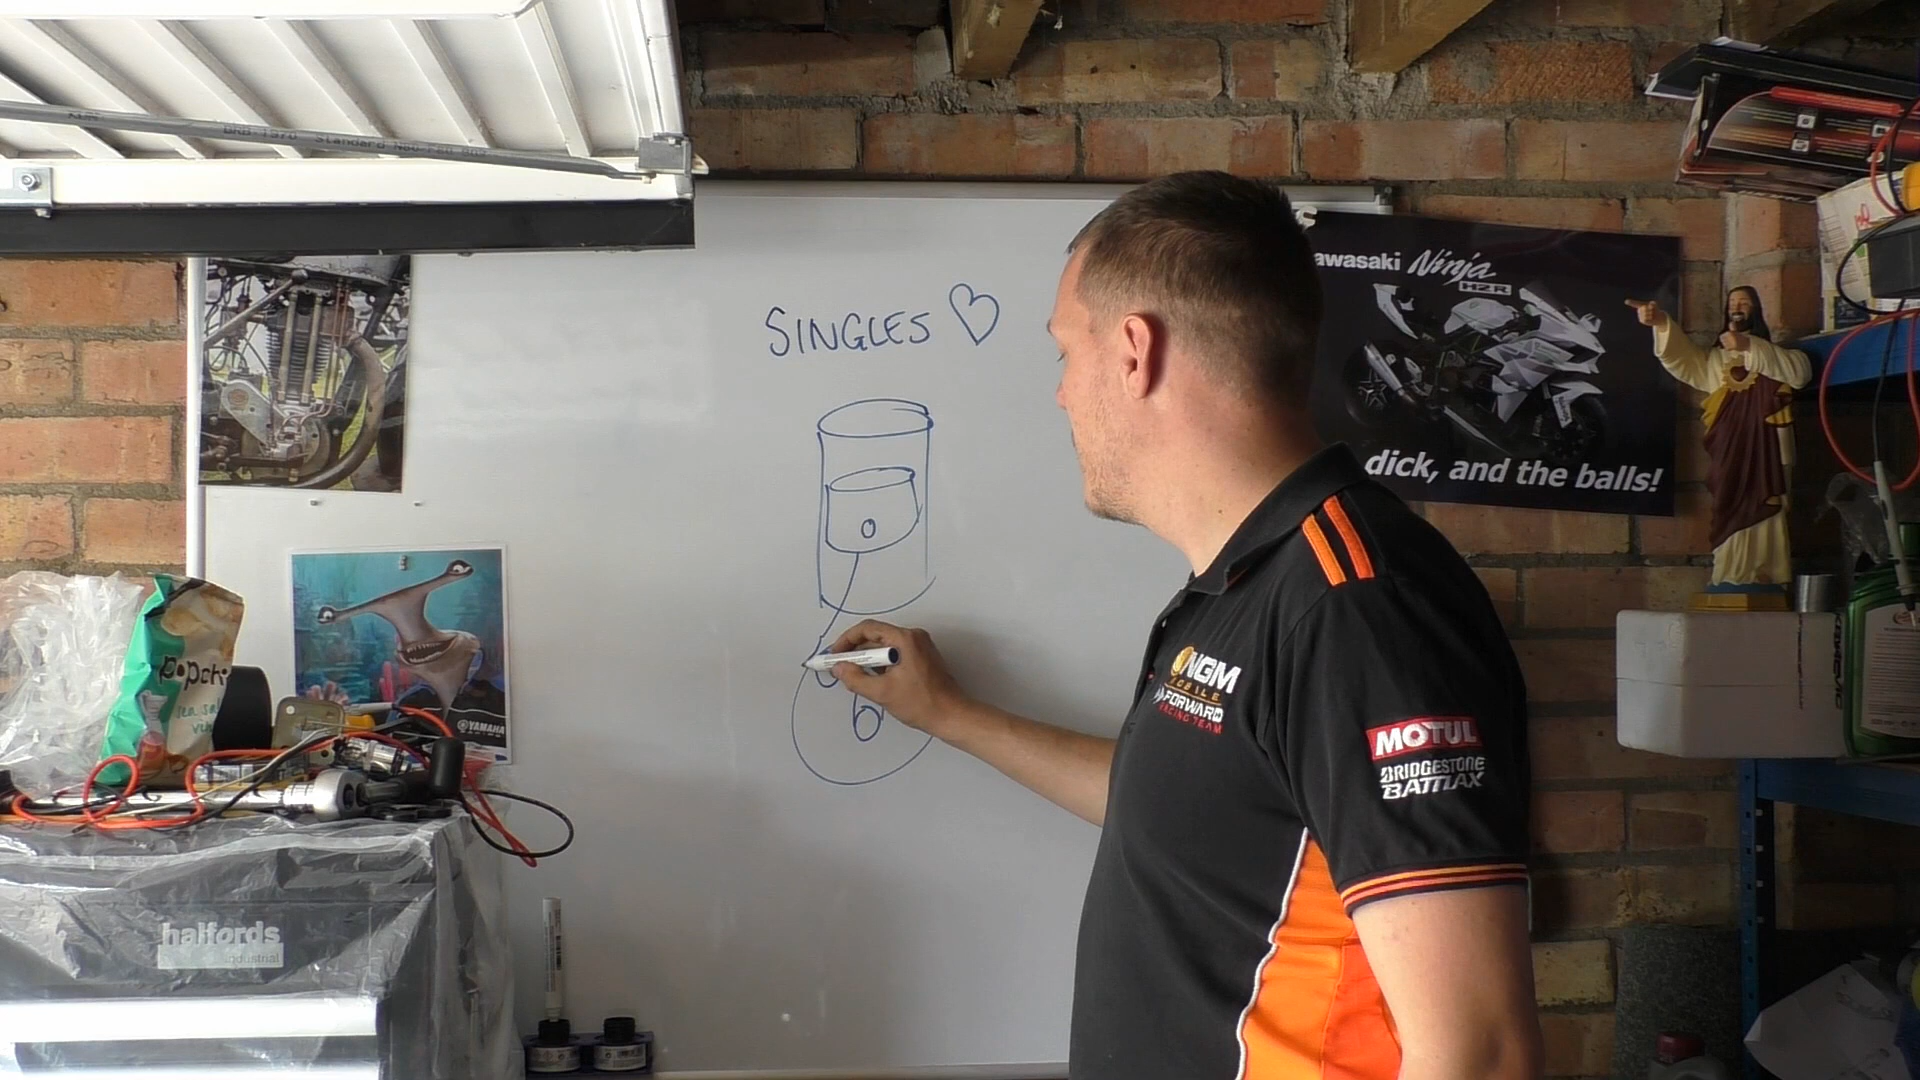 SINGLES
awasaki Ninja
H2R
dick, and the balls!
NGM
MOBILE
FORWARD
RACING TEAM
MOTUL
BRIDGESTONE
BATTLAX
YAMAHA
halfords
industrial